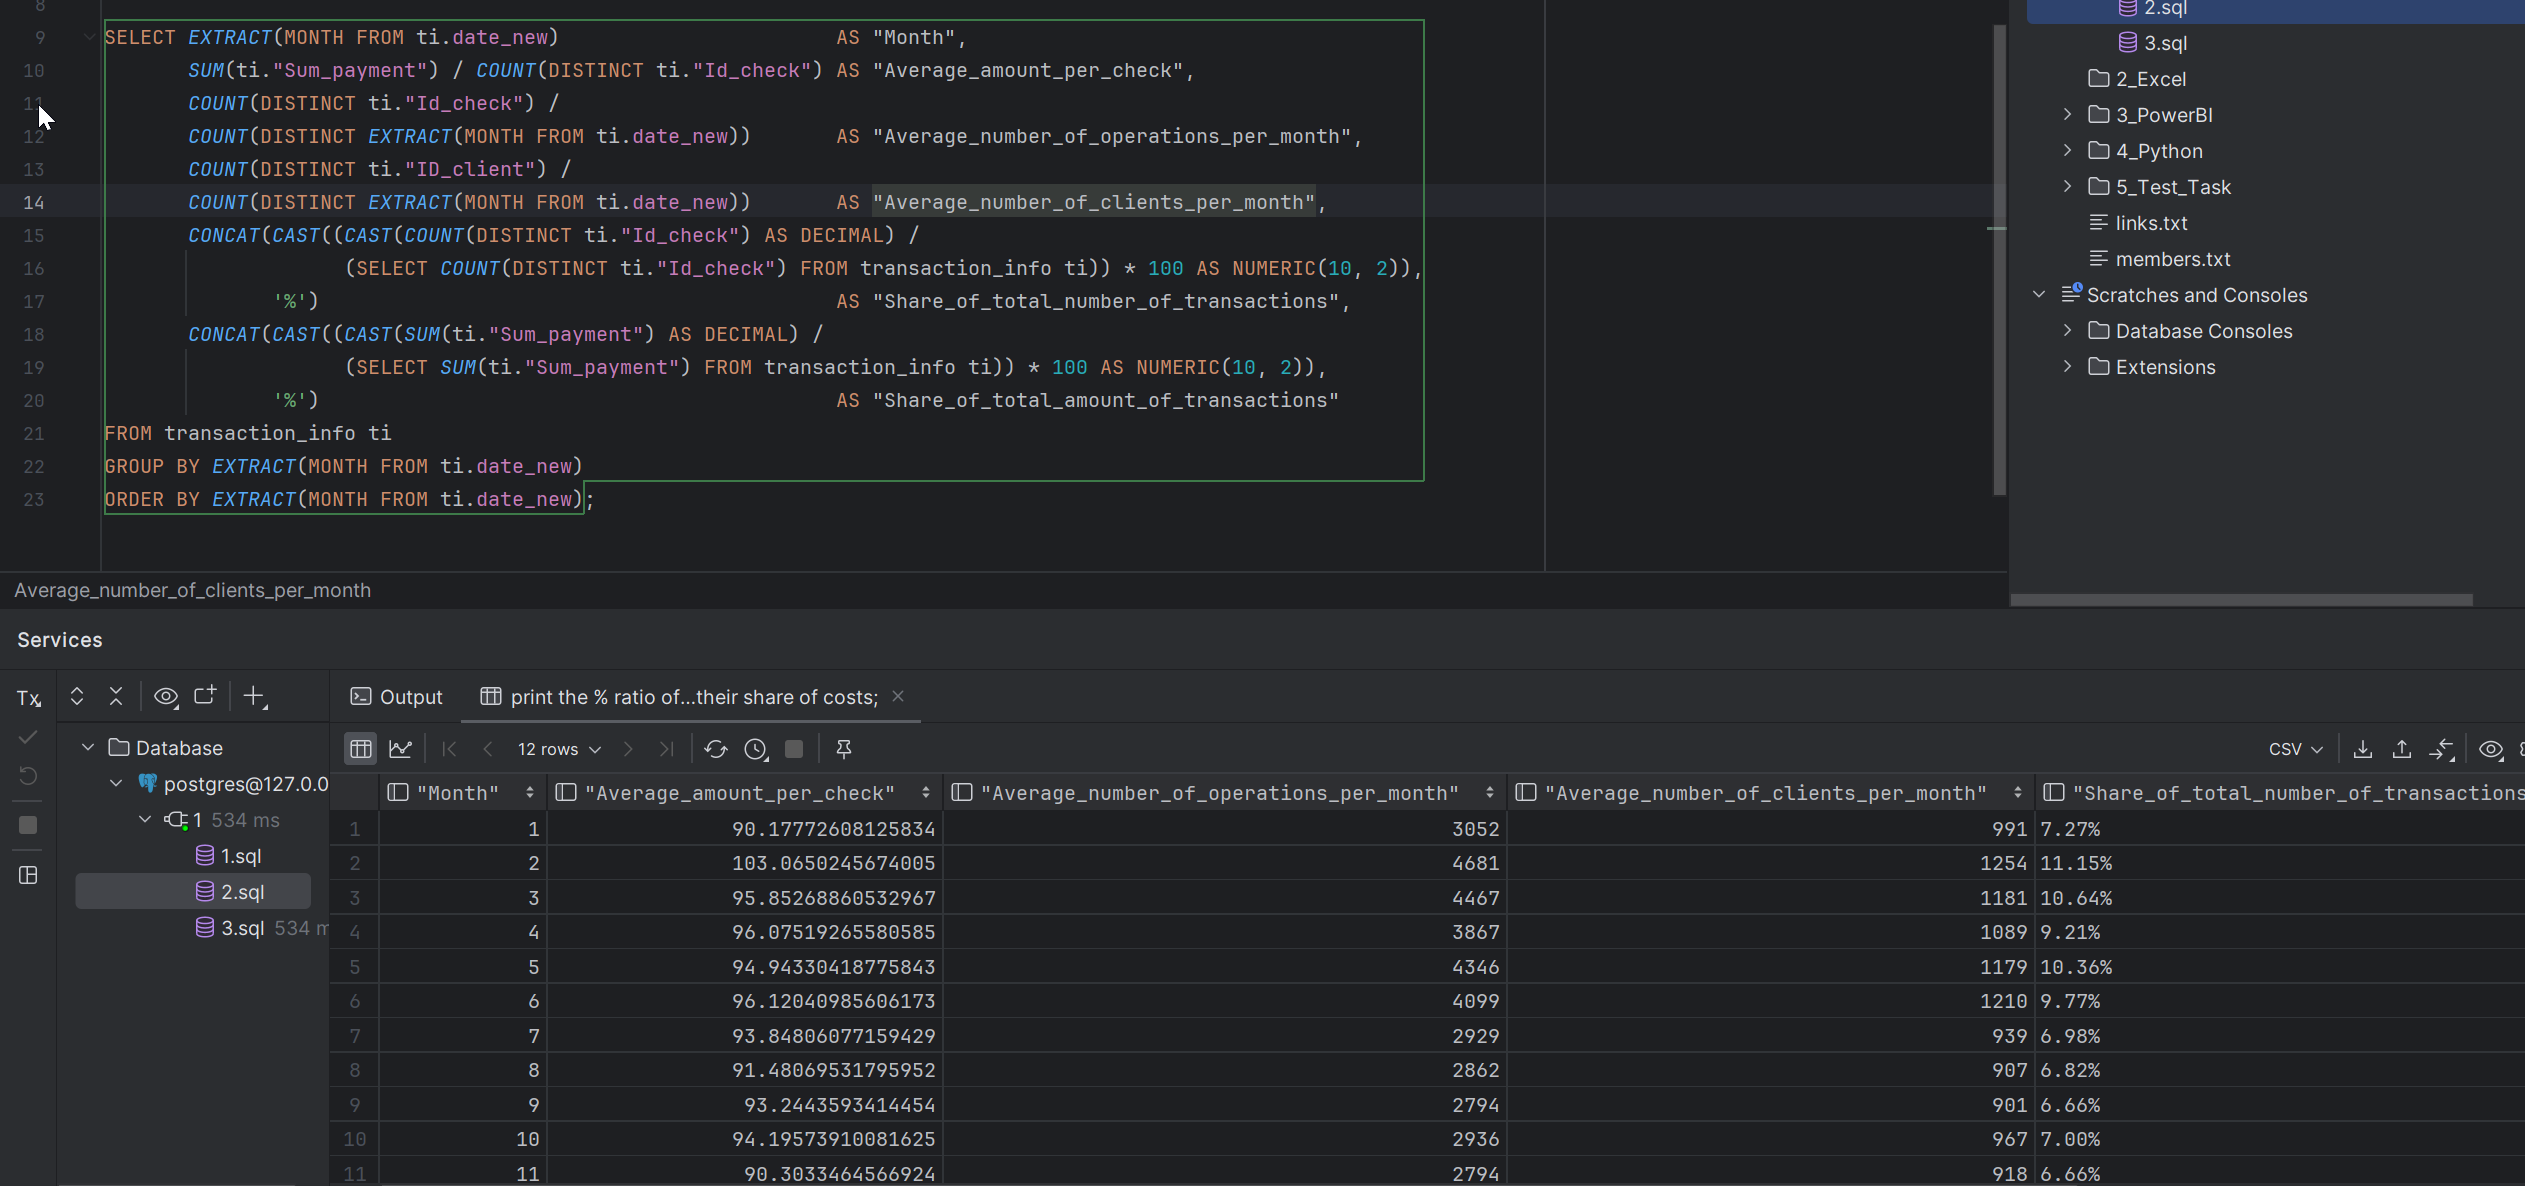 8
9 SELECT EXTRACT(MONTH FROM ti.date_new) AS "Month",
10 SUM(ti."Sum_payment") / COUNT(DISTINCT ti."Id_check") AS "Average_amount_per_check",
11 COUNT(DISTINCT ti."Id_check") /
12 COUNT(DISTINCT EXTRACT(MONTH FROM ti.date_new)) AS "Average_number_of_operations_per_month",
13 COUNT(DISTINCT ti."ID_client") /
14 COUNT(DISTINCT EXTRACT(MONTH FROM ti.date_new)) AS "Average_number_of_clients_per_month",
15 CONCAT(CAST((CAST(COUNT(DISTINCT ti."Id_check") AS DECIMAL) /
16 (SELECT COUNT(DISTINCT ti."Id_check") FROM transaction_info ti)) * 100 AS NUMERIC(10, 2)),
17 '%') AS "Share_of_total_number_of_transactions",
18 CONCAT(CAST((CAST(SUM(ti."Sum_payment") AS DECIMAL) /
19 (SELECT SUM(ti."Sum_payment") FROM transaction_info ti)) * 100 AS NUMERIC(10, 2)),
20 '%') AS "Share_of_total_amount_of_transactions"
21 FROM transaction_info ti
22 GROUP BY EXTRACT(MONTH FROM ti.date_new)
23 ORDER BY EXTRACT(MONTH FROM ti.date_new);
Average_number_of_clients_per_month
2.sql
3.sql
2_Excel
3_PowerBI
4_Python
5_Test_Task
links.txt
members.txt
Scratches and Consoles
Database Consoles
Extensions
Services
Tx
Database
postgres@127.0.0
1 534 ms
1.sql
2.sql
3.sql 534 m
Output
print the % ratio of...their share of costs;
12 rows
CSV
"Month" "Average_amount_per_check" "Average_number_of_operations_per_month" "Average_number_of_clients_per_month" "Share_of_total_number_of_transactions
1 1 90.17772608125834 3052 991 7.27%
2 2 103.0650245674005 4681 1254 11.15%
3 3 95.85268860532967 4467 1181 10.64%
4 4 96.07519265580585 3867 1089 9.21%
5 5 94.94330418775843 4346 1179 10.36%
6 6 96.12040985606173 4099 1210 9.77%
7 7 93.84806077159429 2929 939 6.98%
8 8 91.48069531795952 2862 907 6.82%
9 9 93.2443593414454 2794 901 6.66%
10 10 94.19573910081625 2936 967 7.00%
11 11 90.3033464566924 2794 918 6.66%